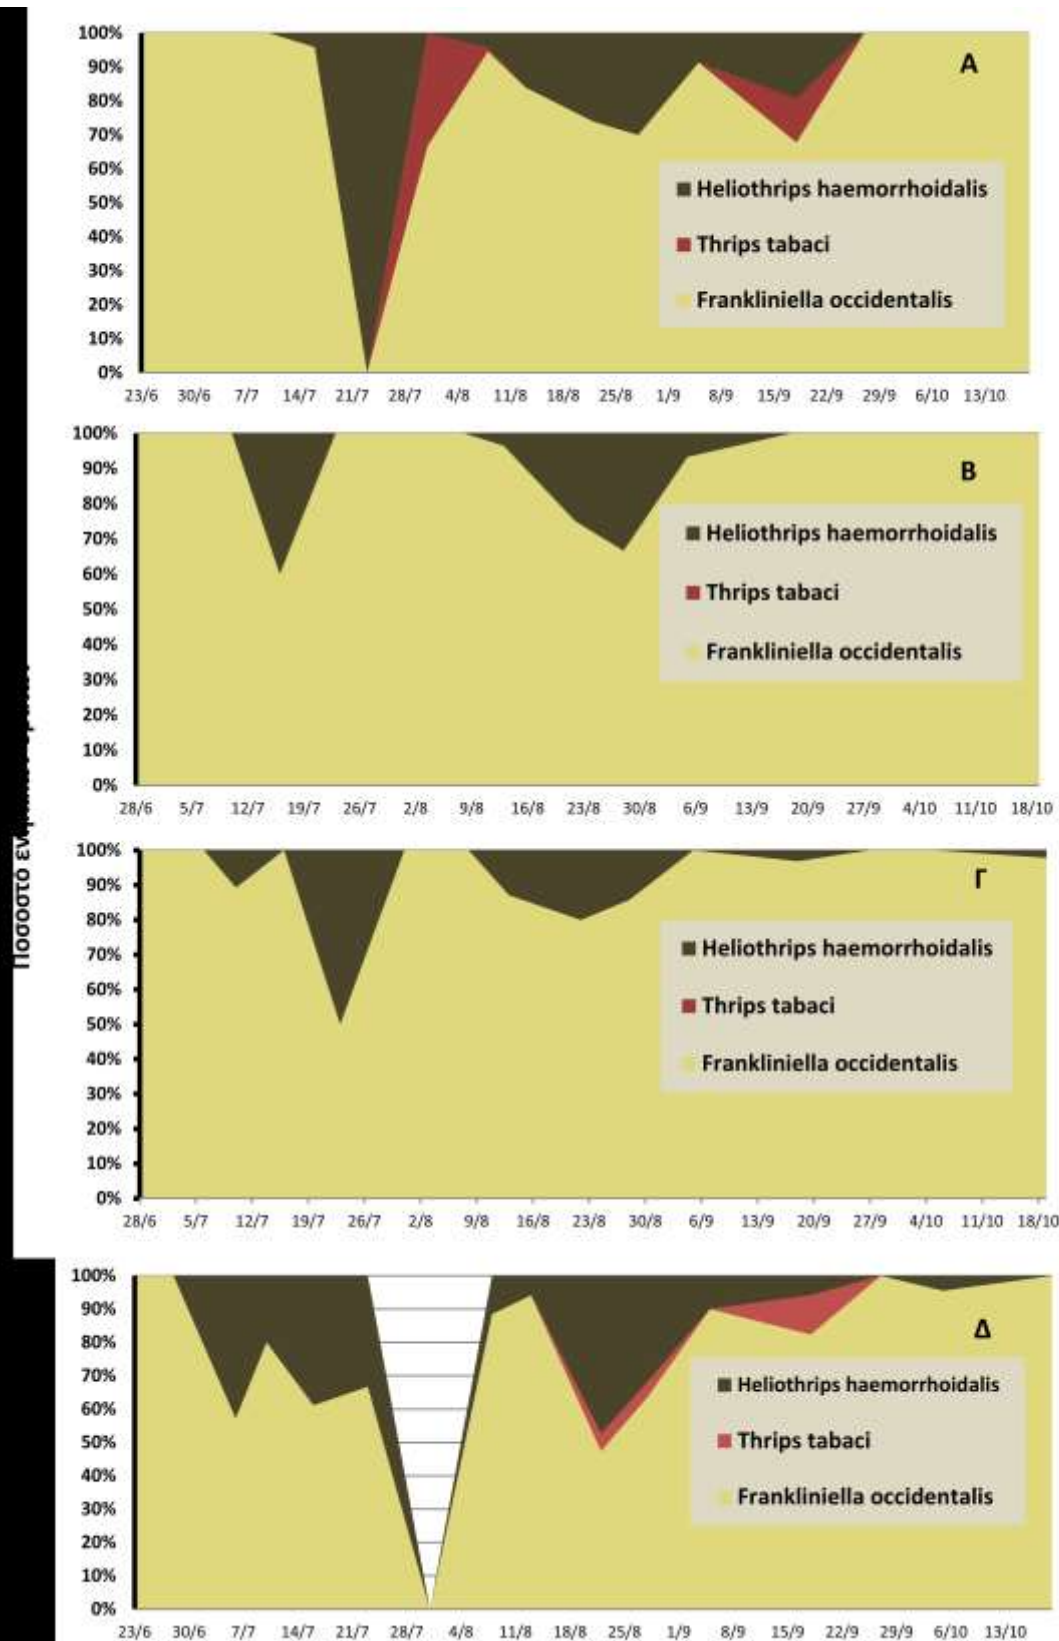 Ποσοστό
100%
90%
80%
70%
60%
50%
40%
30%
20%
10%
0%
A
Heliothrips haemorrhoidalis
Thrips tabaci
Frankliniella occidentalis
23/6 30/6 7/7 14/7 21/7 28/7 4/8 11/8 18/8 25/8 1/9 8/9 15/9 22/9 29/9 6/10 13/10
100%
90%
80%
70%
60%
50%
40%
30%
20%
10%
0%
B
Heliothrips haemorrhoidalis
Thrips tabaci
Frankliniella occidentalis
28/6 5/7 12/7 19/7 26/7 2/8 9/8 16/8 23/8 30/8 6/9 13/9 20/9 27/9 4/10 11/10 18/10
100%
90%
80%
70%
60%
50%
40%
30%
20%
10%
0%
Γ
Heliothrips haemorrhoidalis
Thrips tabaci
Frankliniella occidentalis
28/6 5/7 12/7 19/7 26/7 2/8 9/8 16/8 23/8 30/8 6/9 13/9 20/9 27/9 4/10 11/10 18/10
100%
90%
80%
70%
60%
50%
40%
30%
20%
10%
0%
Δ
Heliothrips haemorrhoidalis
Thrips tabaci
Frankliniella occidentalis
23/6 30/6 7/7 14/7 21/7 28/7 4/8 11/8 18/8 25/8 1/9 8/9 15/9 22/9 29/9 6/10 13/10